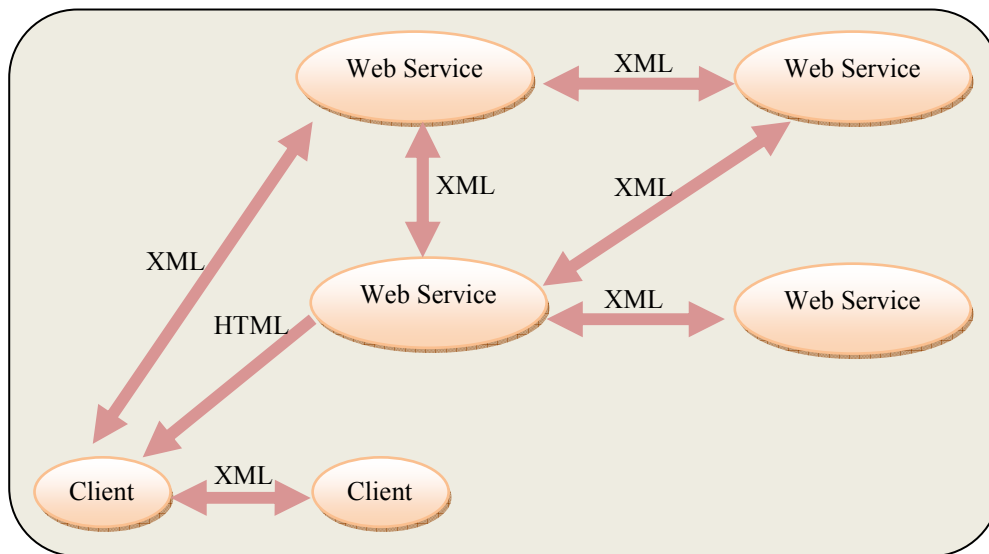 Web Service
XML
Web Service
XML
XML
XML
Web Service
XML
Web Service
HTML
Client
XML
Client